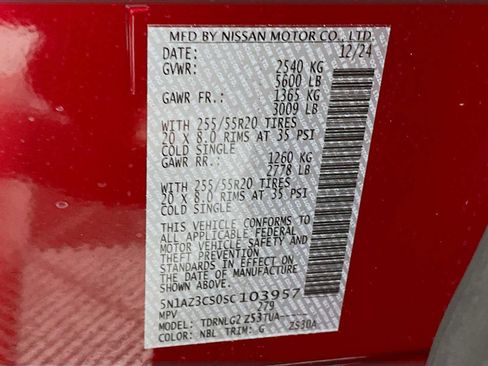 MFD BY NISSAN MOTOR CO., LTD.
DATE: 12/24
GVWR: 2540 KG
5600 LB
GAWR FR.: 1365 KG
3009 LB
WITH 255/55R20 TIRES
20 X 8.0 RIMS AT 35 PSI
COLD SINGLE
GAWR RR.: 1260 KG
2778 LB
WITH 255/55R20 TIRES
20 X 8.0 RIMS AT 35 PSI
COLD SINGLE
THIS VEHICLE CONFORMS TO
ALL APPLICABLE FEDERAL
MOTOR VEHICLE SAFETY AND
THEFT PREVENTION
STANDARDS IN EFFECT ON
THE DATE OF MANUFACTURE
SHOWN ABOVE
5N1AZ3CS0SC103957
MPV 279
MODEL: TDRNLG2 Z53TUA-----
COLOR: NBL TRIM: G ZS30A